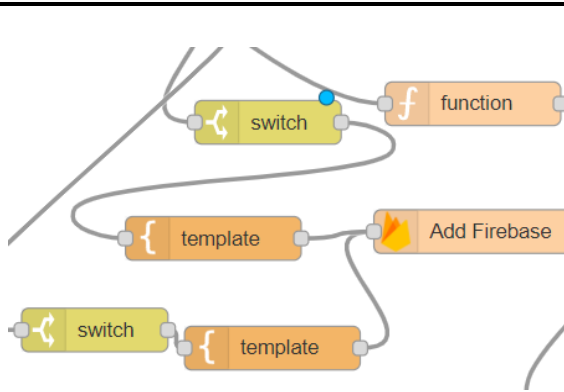 function
switch
template
Add Firebase
switch
template